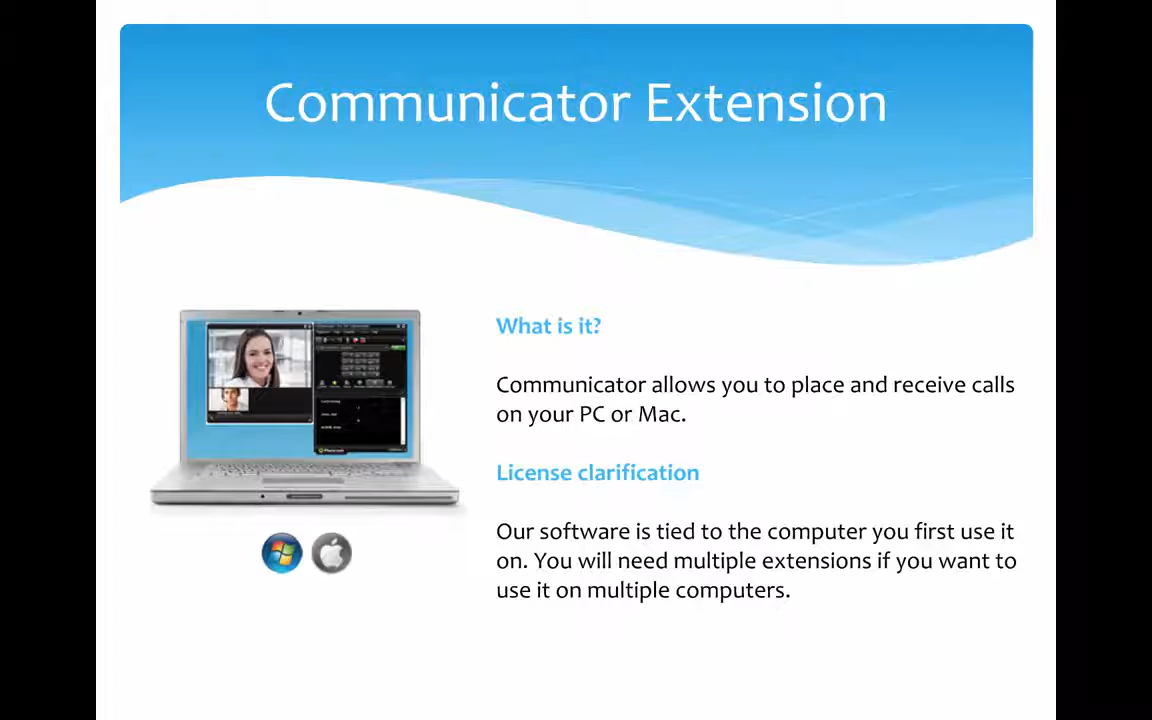 Communicator Extension
What is it?
Communicator allows you to place and receive calls
on your PC or Mac.
License clarification
Our software is tied to the computer you first use it
on. You will need multiple extensions if you want to
use it on multiple computers.